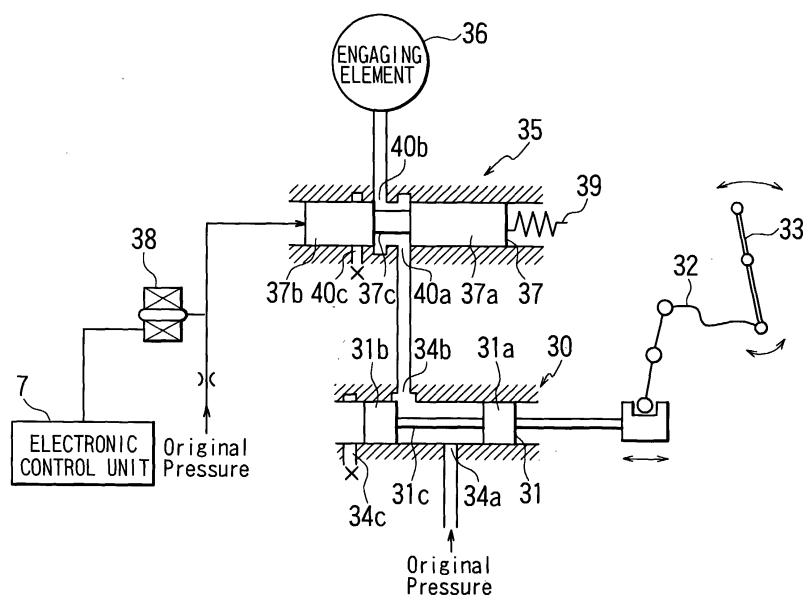 36
ENGAGING
ELEMENT
35
40b
39
33
38
32
37b 40c 37c 40a 37a 37
31b 34b 31a 30
7
ELECTRONIC
CONTROL UNIT
Original
Pressure
34c 31c 34a 31
Original
Pressure